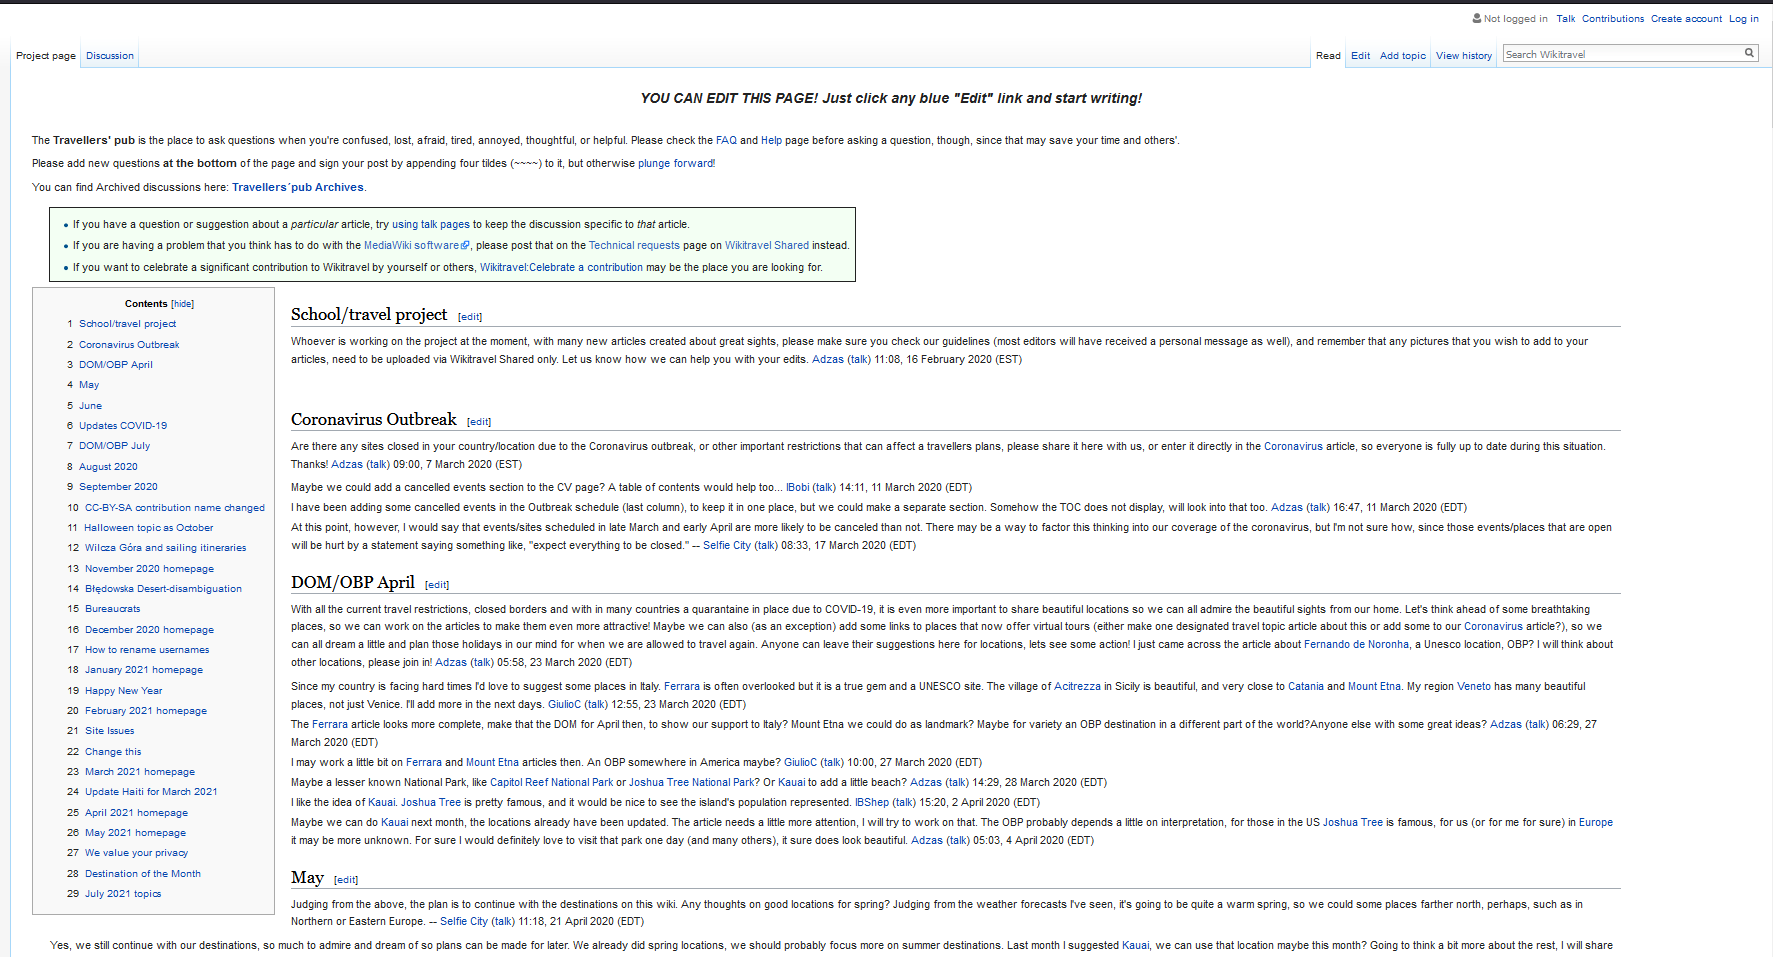 Not logged in Talk Contributions Create account Log in
Project page Discussion Read Edit Add topic View history Search Wikitravel
YOU CAN EDIT THIS PAGE! Just click any blue "Edit" link and start writing!
The Travellers' pub is the place to ask questions when you're confused, lost, afraid, tired, annoyed, thoughtful, or helpful. Please check the FAQ and Help page before asking a question, though, since that may save your time and others'.
Please add new questions at the bottom of the page and sign your post by appending four tildes (~~~~) to it, but otherwise plunge forward!
You can find Archived discussions here: Travellers´pub Archives.
• If you have a question or suggestion about a particular article, try using talk pages to keep the discussion specific to that article.
• If you are having a problem that you think has to do with the MediaWiki software, please post that on the Technical requests page on Wikitravel Shared instead.
• If you want to celebrate a significant contribution to Wikitravel by yourself or others, Wikitravel:Celebrate a contribution may be the place you are looking for.
Contents [hide]
1 School/travel project
2 Coronavirus Outbreak
3 DOM/OBP April
4 May
5 June
6 Updates COVID-19
7 DOM/OBP July
8 August 2020
9 September 2020
10 CC-BY-SA contribution name changed
11 Halloween topic as October
12 Wilcza Góra and sailing itineraries
13 November 2020 homepage
14 Błędowska Desert-disambiguation
15 Bureaucrats
16 December 2020 homepage
17 How to rename usernames
18 January 2021 homepage
19 Happy New Year
20 February 2021 homepage
21 Site Issues
22 Change this
23 March 2021 homepage
24 Update Haiti for March 2021
25 April 2021 homepage
26 May 2021 homepage
27 We value your privacy
28 Destination of the Month
29 July 2021 topics
School/travel project [edit]
Whoever is working on the project at the moment, with many new articles created about great sights, please make sure you check our guidelines (most editors will have received a personal message as well), and remember that any pictures that you wish to add to your
articles, need to be uploaded via Wikitravel Shared only. Let us know how we can help you with your edits. Adzas (talk) 11:08, 16 February 2020 (EST)
Coronavirus Outbreak [edit]
Are there any sites closed in your country/location due to the Coronavirus outbreak, or other important restrictions that can affect a travellers plans, please share it here with us, or enter it directly in the Coronavirus article, so everyone is fully up to date during this situation.
Thanks! Adzas (talk) 09:00, 7 March 2020 (EST)
Maybe we could add a cancelled events section to the CV page? A table of contents would help too... IBobi (talk) 14:11, 11 March 2020 (EDT)
I have been adding some cancelled events in the Outbreak schedule (last column), to keep it in one place, but we could make a separate section. Somehow the TOC does not display, will look into that too. Adzas (talk) 16:47, 11 March 2020 (EDT)
At this point, however, I would say that events/sites scheduled in late March and early April are more likely to be canceled than not. There may be a way to factor this thinking into our coverage of the coronavirus, but I'm not sure how, since those events/places that are open
will be hurt by a statement saying something like, "expect everything to be closed." -- Selfie City (talk) 08:33, 17 March 2020 (EDT)
DOM/OBP April [edit]
With all the current travel restrictions, closed borders and with in many countries a quarantaine in place due to COVID-19, it is even more important to share beautiful locations so we can all admire the beautiful sights from our home. Let's think ahead of some breathtaking
places, so we can work on the articles to make them even more attractive! Maybe we can also (as an exception) add some links to places that now offer virtual tours (either make one designated travel topic article about this or add some to our Coronavirus article?), so we
can all dream a little and plan those holidays in our mind for when we are allowed to travel again. Anyone can leave their suggestions here for locations, lets see some action! I just came across the article about Fernando de Noronha, a Unesco location, OBP? I will think about
other locations, please join in! Adzas (talk) 05:58, 23 March 2020 (EDT)
Since my country is facing hard times I'd love to suggest some places in Italy. Ferrara is often overlooked but it is a true gem and a UNESCO site. The village of Acitrezza in Sicily is beautiful, and very close to Catania and Mount Etna. My region Veneto has many beautiful
places, not just Venice. I'll add more in the next days. GiulioC (talk) 12:55, 23 March 2020 (EDT)
The Ferrara article looks more complete, make that the DOM for April then, to show our support to Italy? Mount Etna we could do as landmark? Maybe for variety an OBP destination in a different part of the world?Anyone else with some great ideas? Adzas (talk) 06:29, 27
March 2020 (EDT)
I may work a little bit on Ferrara and Mount Etna articles then. An OBP somewhere in America maybe? GiulioC (talk) 10:00, 27 March 2020 (EDT)
Maybe a lesser known National Park, like Capitol Reef National Park or Joshua Tree National Park? Or Kauai to add a little beach? Adzas (talk) 14:29, 28 March 2020 (EDT)
I like the idea of Kauai. Joshua Tree is pretty famous, and it would be nice to see the island's population represented. IBShep (talk) 15:20, 2 April 2020 (EDT)
Maybe we can do Kauai next month, the locations already have been updated. The article needs a little more attention, I will try to work on that. The OBP probably depends a little on interpretation, for those in the US Joshua Tree is famous, for us (or for me for sure) in Europe
it may be more unknown. For sure I would definitely love to visit that park one day (and many others), it sure does look beautiful. Adzas (talk) 05:03, 4 April 2020 (EDT)
May [edit]
Judging from the above, the plan is to continue with the destinations on this wiki. Any thoughts on good locations for spring? Judging from the weather forecasts I've seen, it's going to be quite a warm spring, so we could some places farther north, perhaps, such as in
Northern or Eastern Europe. -- Selfie City (talk) 11:18, 21 April 2020 (EDT)
Yes, we still continue with our destinations, so much to admire and dream of so plans can be made for later. We already did spring locations, we should probably focus more on summer destinations. Last month I suggested Kauai, we can use that location maybe this month? Going to think a bit more about the rest, I will share